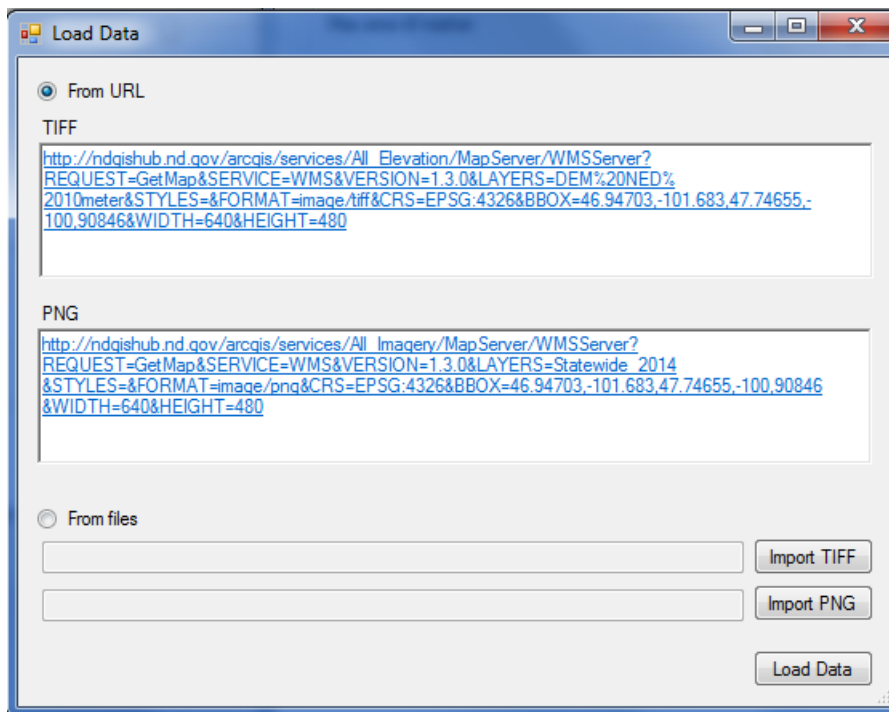 Load Data
From URL
TIFF
http://ndgishub.nd.gov/arcgis/services/All_Elevation/MapServer/WMSServer?
REQUEST=GetMap&SERVICE=WMS&VERSION=1.3.0&LAYERS=DEM%20NED%
2010meter&STYLES=&FORMAT=image/tiff&CRS=EPSG:4326&BBOX=46.94703,-101.683,47.74655,-
100,90846&WIDTH=640&HEIGHT=480
PNG
http://ndgishub.nd.gov/arcgis/services/All_Imagery/MapServer/WMSServer?
REQUEST=GetMap&SERVICE=WMS&VERSION=1.3.0&LAYERS=Statewide_2014
&STYLES=&FORMAT=image/png&CRS=EPSG:4326&BBOX=46.94703,-101.683,47.74655,-100,90846
&WIDTH=640&HEIGHT=480
From files
Import TIFF
Import PNG
Load Data